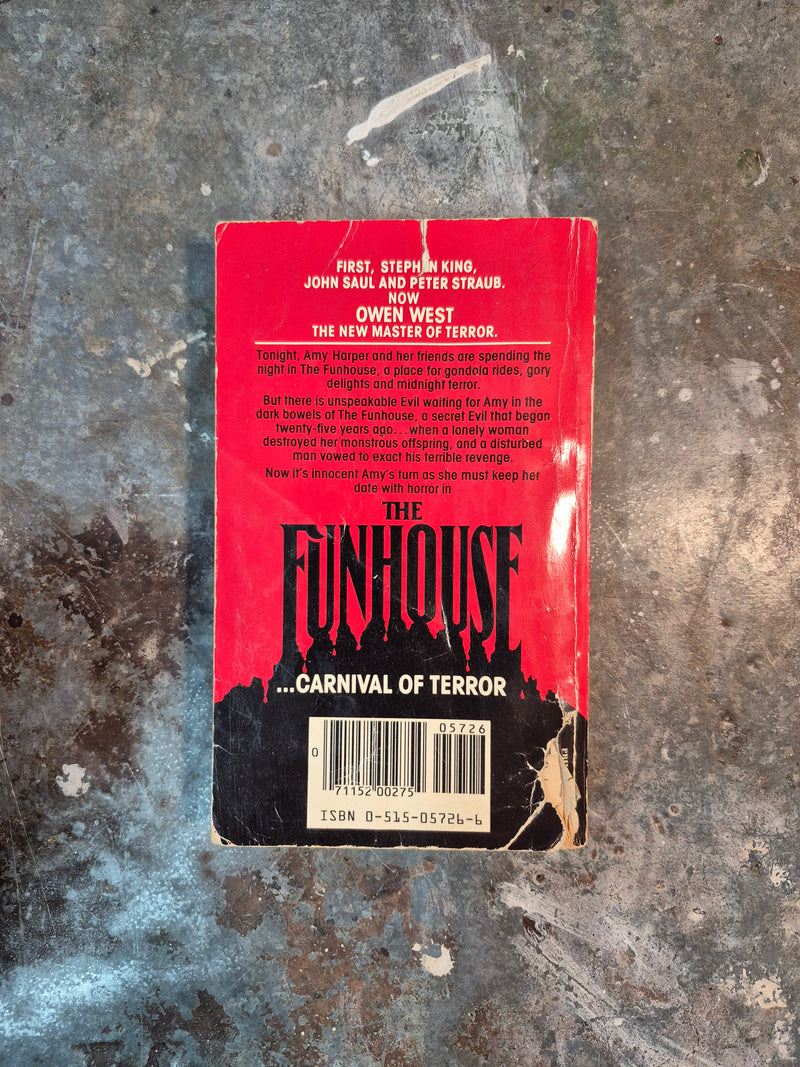 FIRST, STEPHEN KING,
JOHN SAUL AND PETER STRAUB.
NOW
OWEN WEST
THE NEW MASTER OF TERROR.
Tonight, Amy Harper and her friends are spending the
night in The Funhouse, a place for gondola rides, gory
delights and midnight terror.
But there is unspeakable Evil waiting for Amy in the
dark bowels of The Funhouse, a secret Evil that began
twenty-five years ago...when a lonely woman
destroyed her monstrous offspring, and a disturbed
man vowed to exact his terrible revenge.
Now it's innocent Amy's turn as she must keep her
date with horror in
THE
FUNHOUSE
...CARNIVAL OF TERROR
05726
0
71152 00275
ISBN 0-515-05726-6